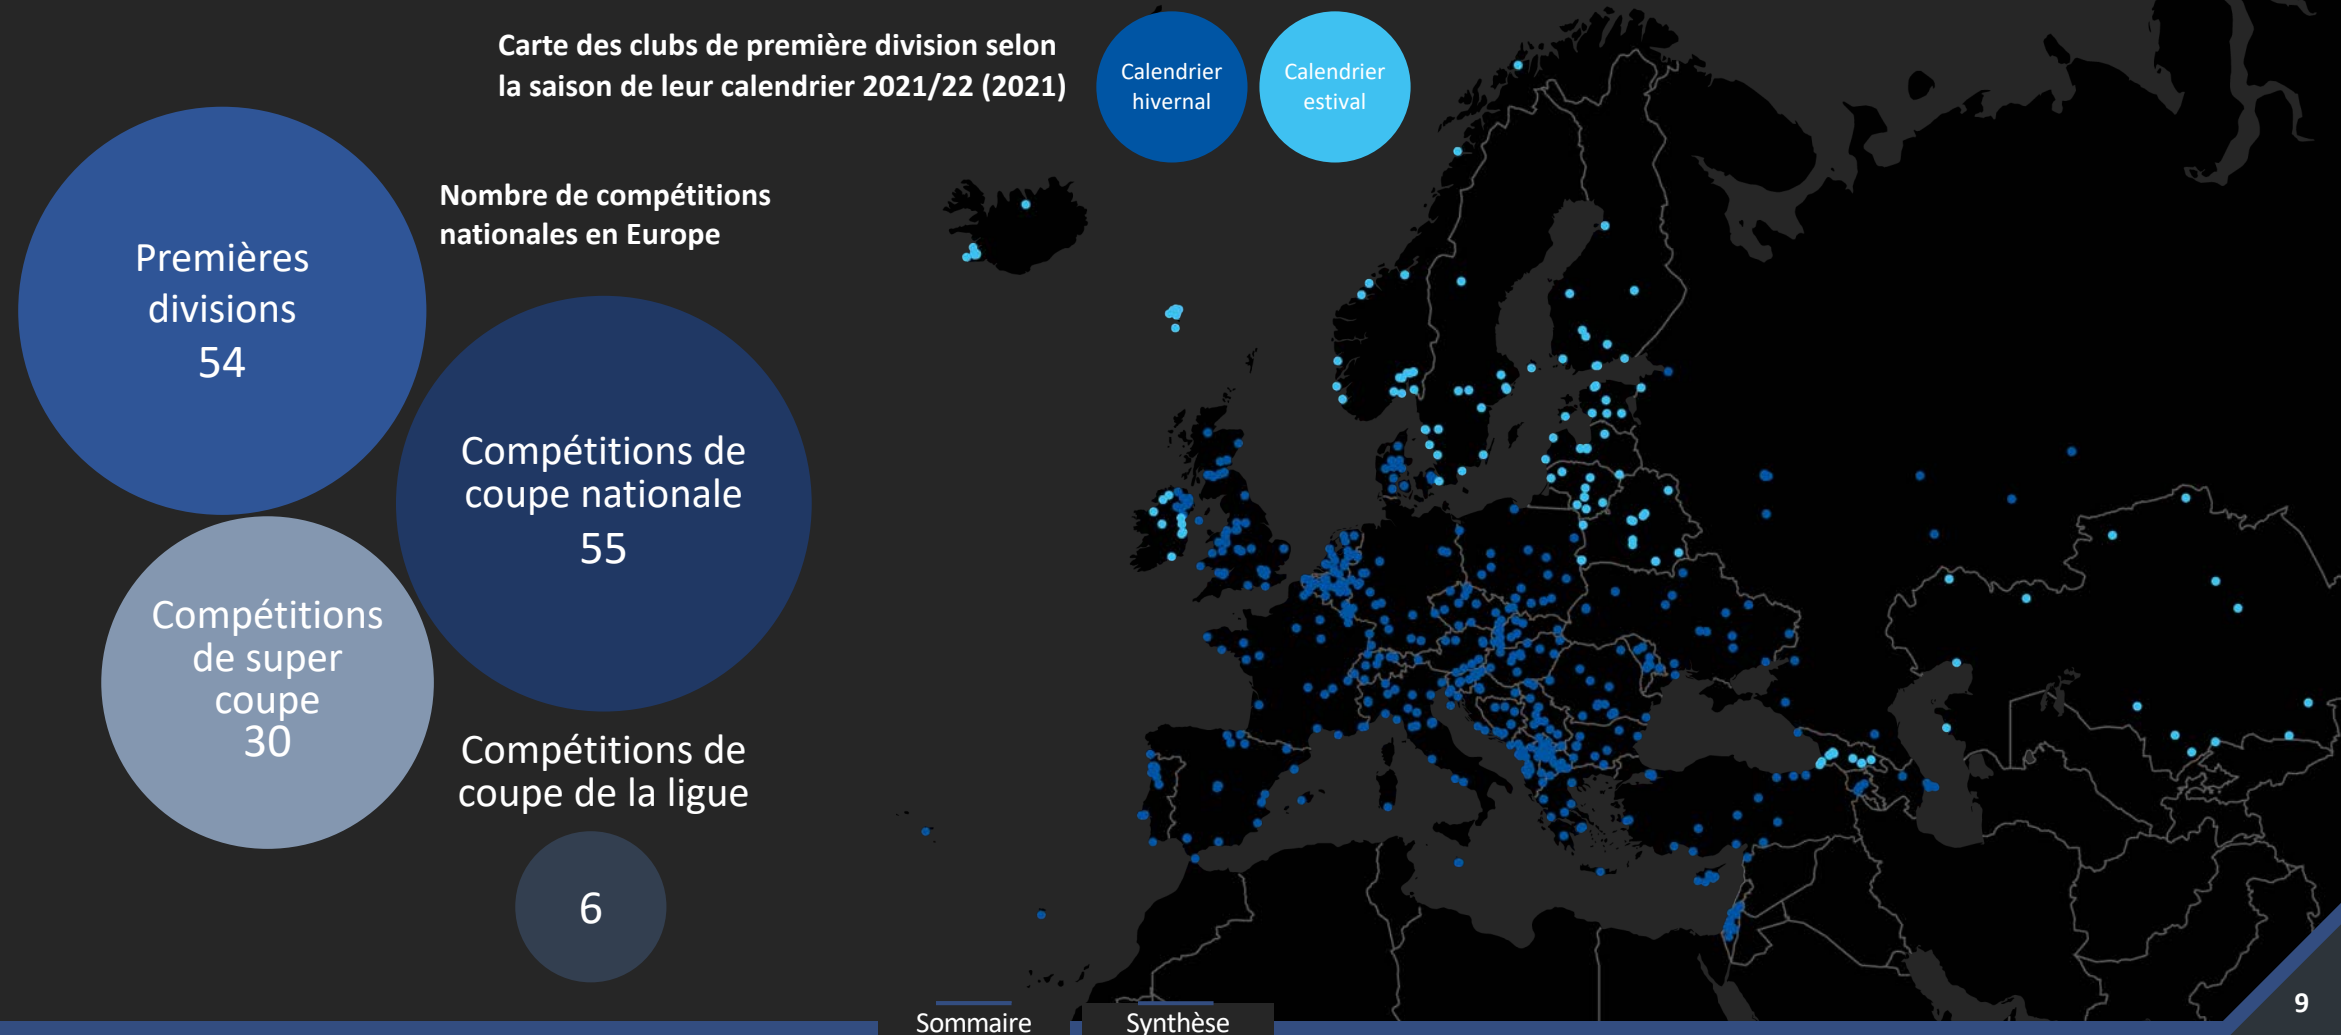 Carte des clubs de première division selon
la saison de leur calendrier 2021/22 (2021)
Calendrier
hivernal
Calendrier
estival
Nombre de compétitions
nationales en Europe
Premières
divisions
54
Compétitions de
coupe nationale
55
Compétitions
de super
coupe
30
Compétitions de
coupe de la ligue
6
Sommaire
Synthèse
9